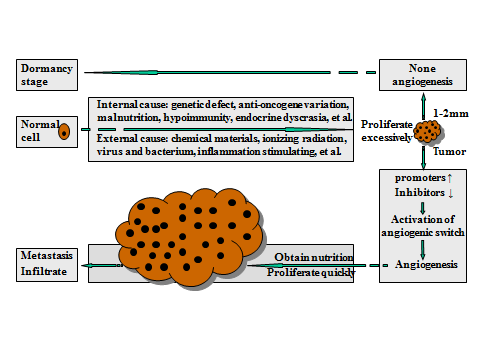 Dormancy
stage
None
angiogenesis
Internal cause: genetic defect, anti-oncogene variation,
malnutrition, hypoimmunity, endocrine dyscrasia, et al.
1-2mm
Normal
cell
Proliferate
excessively
External cause: chemical materials, ionizing radiation,
virus and bacterium, inflammation stimulating, et al.
Tumor
promoters ↑
Inhibitors ↓
Activation of
angiogenic switch
Angiogenesis
Metastasis
Infiltrate
Obtain nutrition
Proliferate quickly